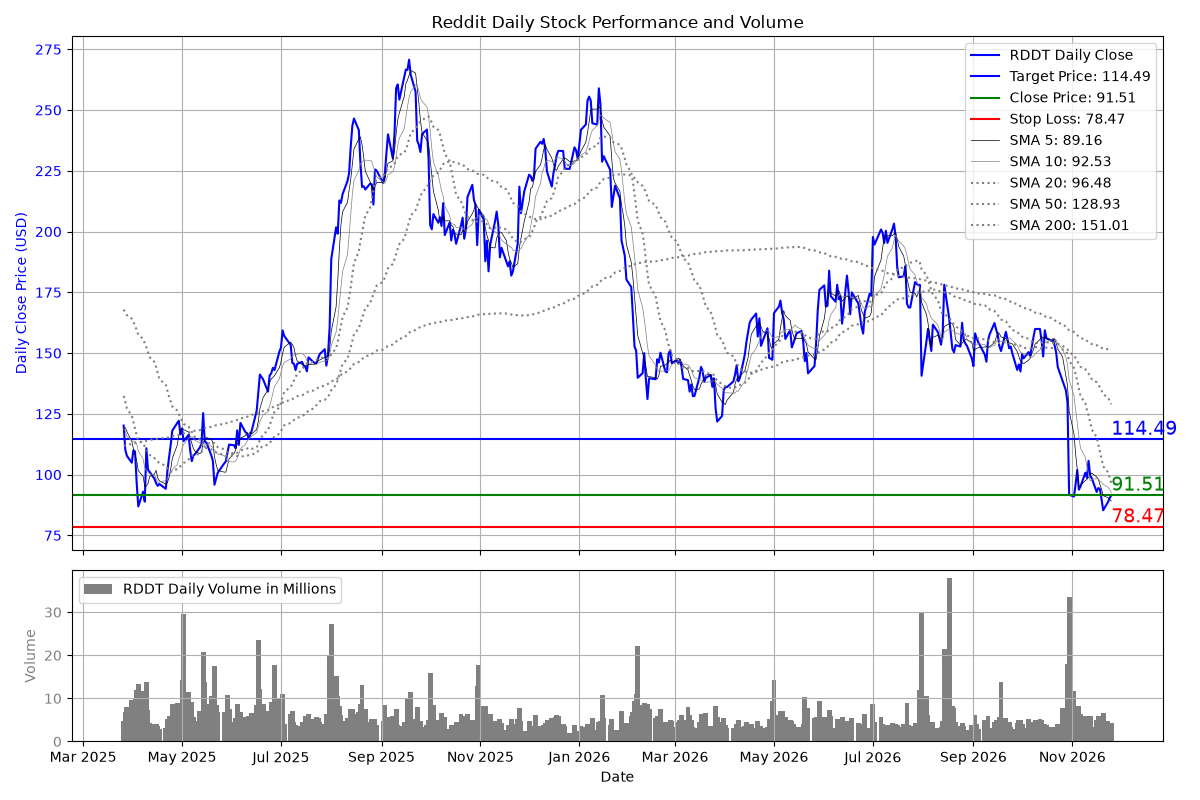 Reddit Daily Stock Performance and Volume
Daily Close Price (USD)
275
250
225
200
175
150
125
100
75
RDDT Daily Close
Target Price: 114.49
Close Price: 91.51
Stop Loss: 78.47
SMA 5: 89.16
SMA 10: 92.53
SMA 20: 96.48
SMA 50: 128.93
SMA 200: 151.01
114.49
91.51
78.47
RDDT Daily Volume in Millions
Volume
30
20
10
0
Mar 2025 May 2025 Jul 2025 Sep 2025 Nov 2025 Jan 2026 Mar 2026 May 2026 Jul 2026 Sep 2026 Nov 2026
Date